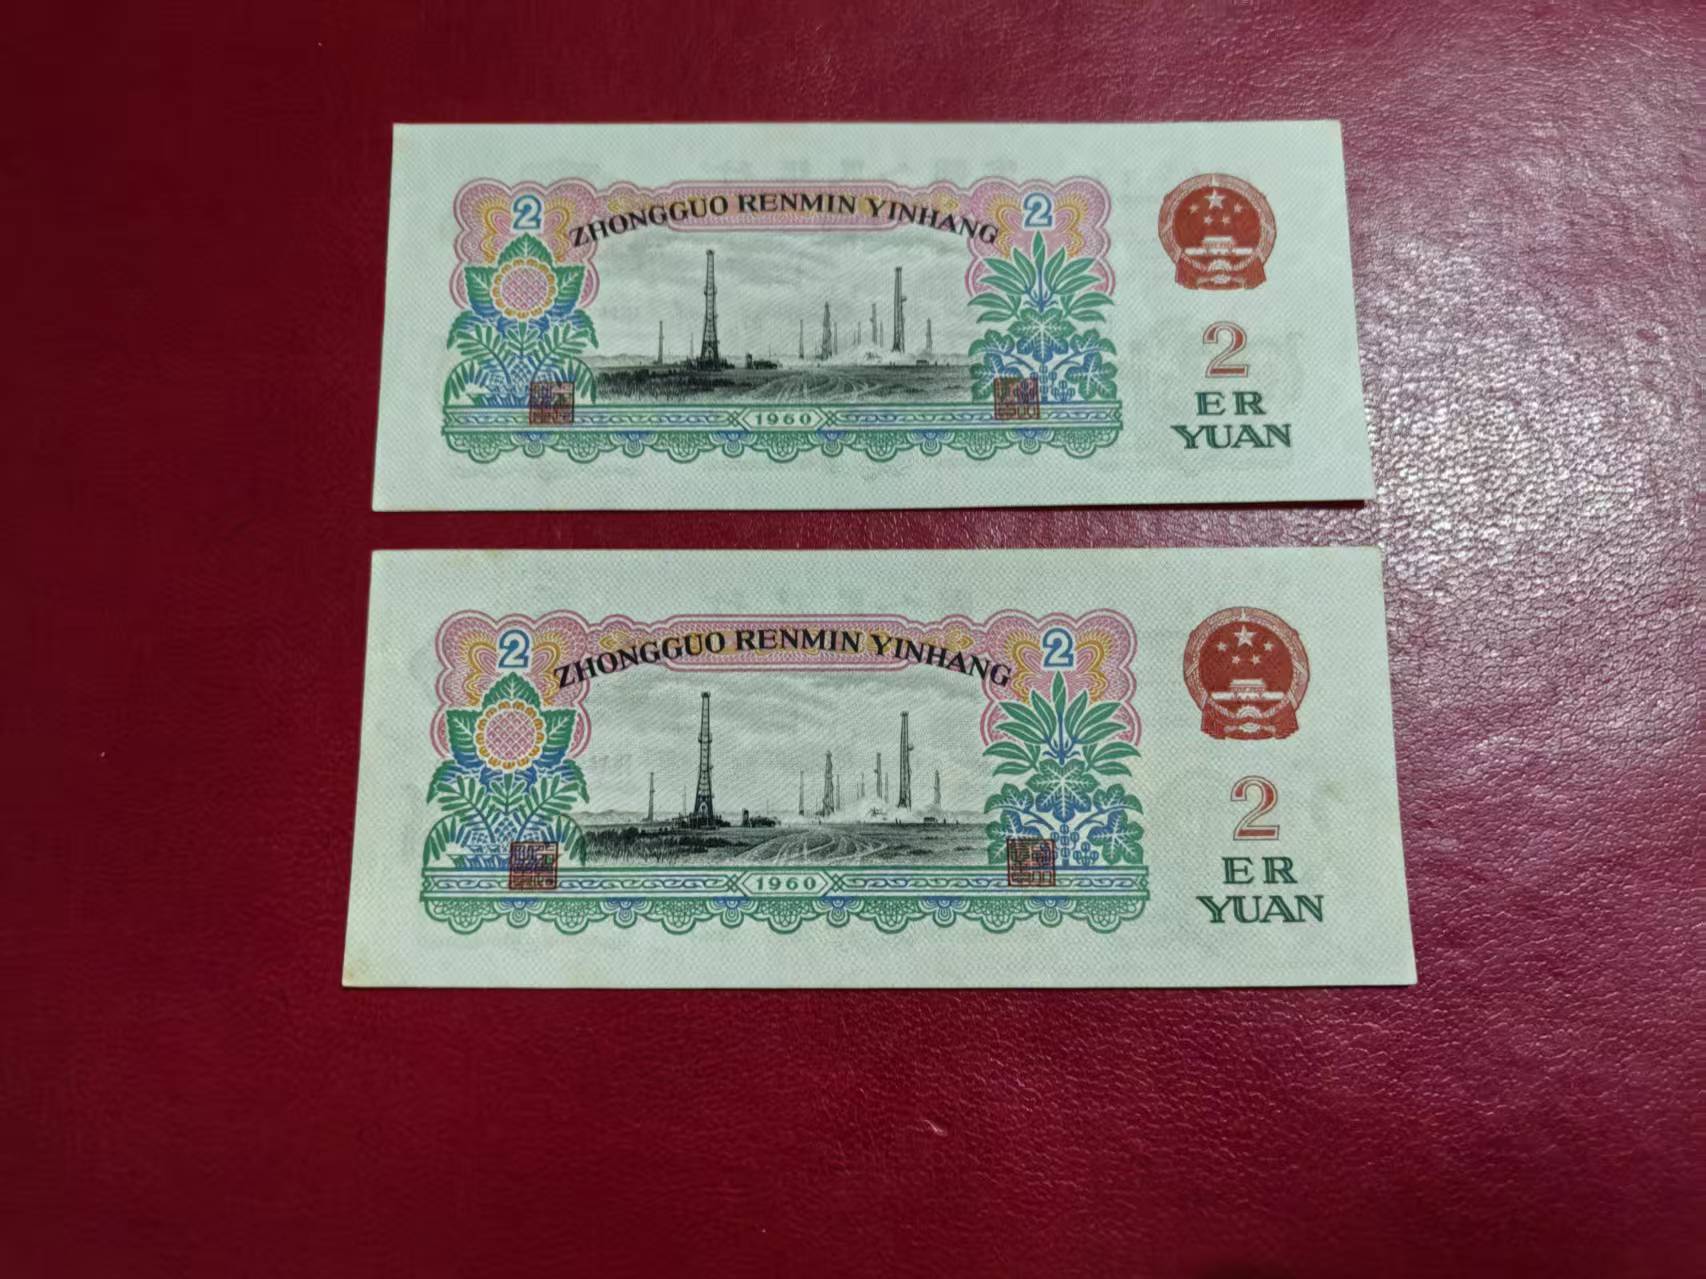 2 ZHONGGUO RENMIN YINHANG 2
2
ER
YUAN
1960
2 ZHONGGUO RENMIN YINHANG 2
2
ER
YUAN
1960